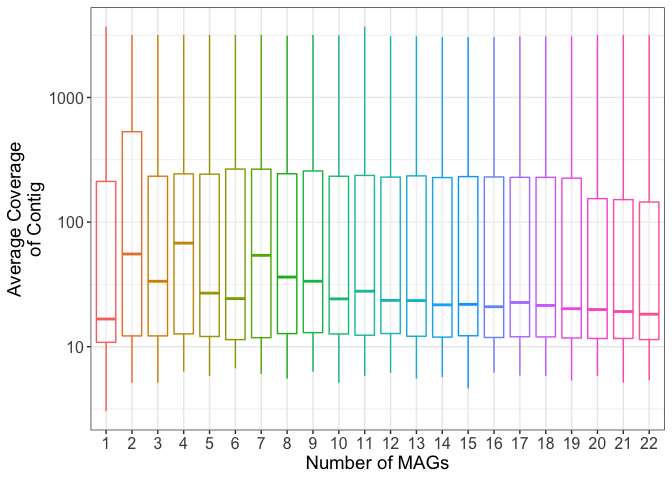 Average Coverage
of Contig
1000
100
10
1 2 3 4 5 6 7 8 9 10 11 12 13 14 15 16 17 18 19 20 21 22
Number of MAGs